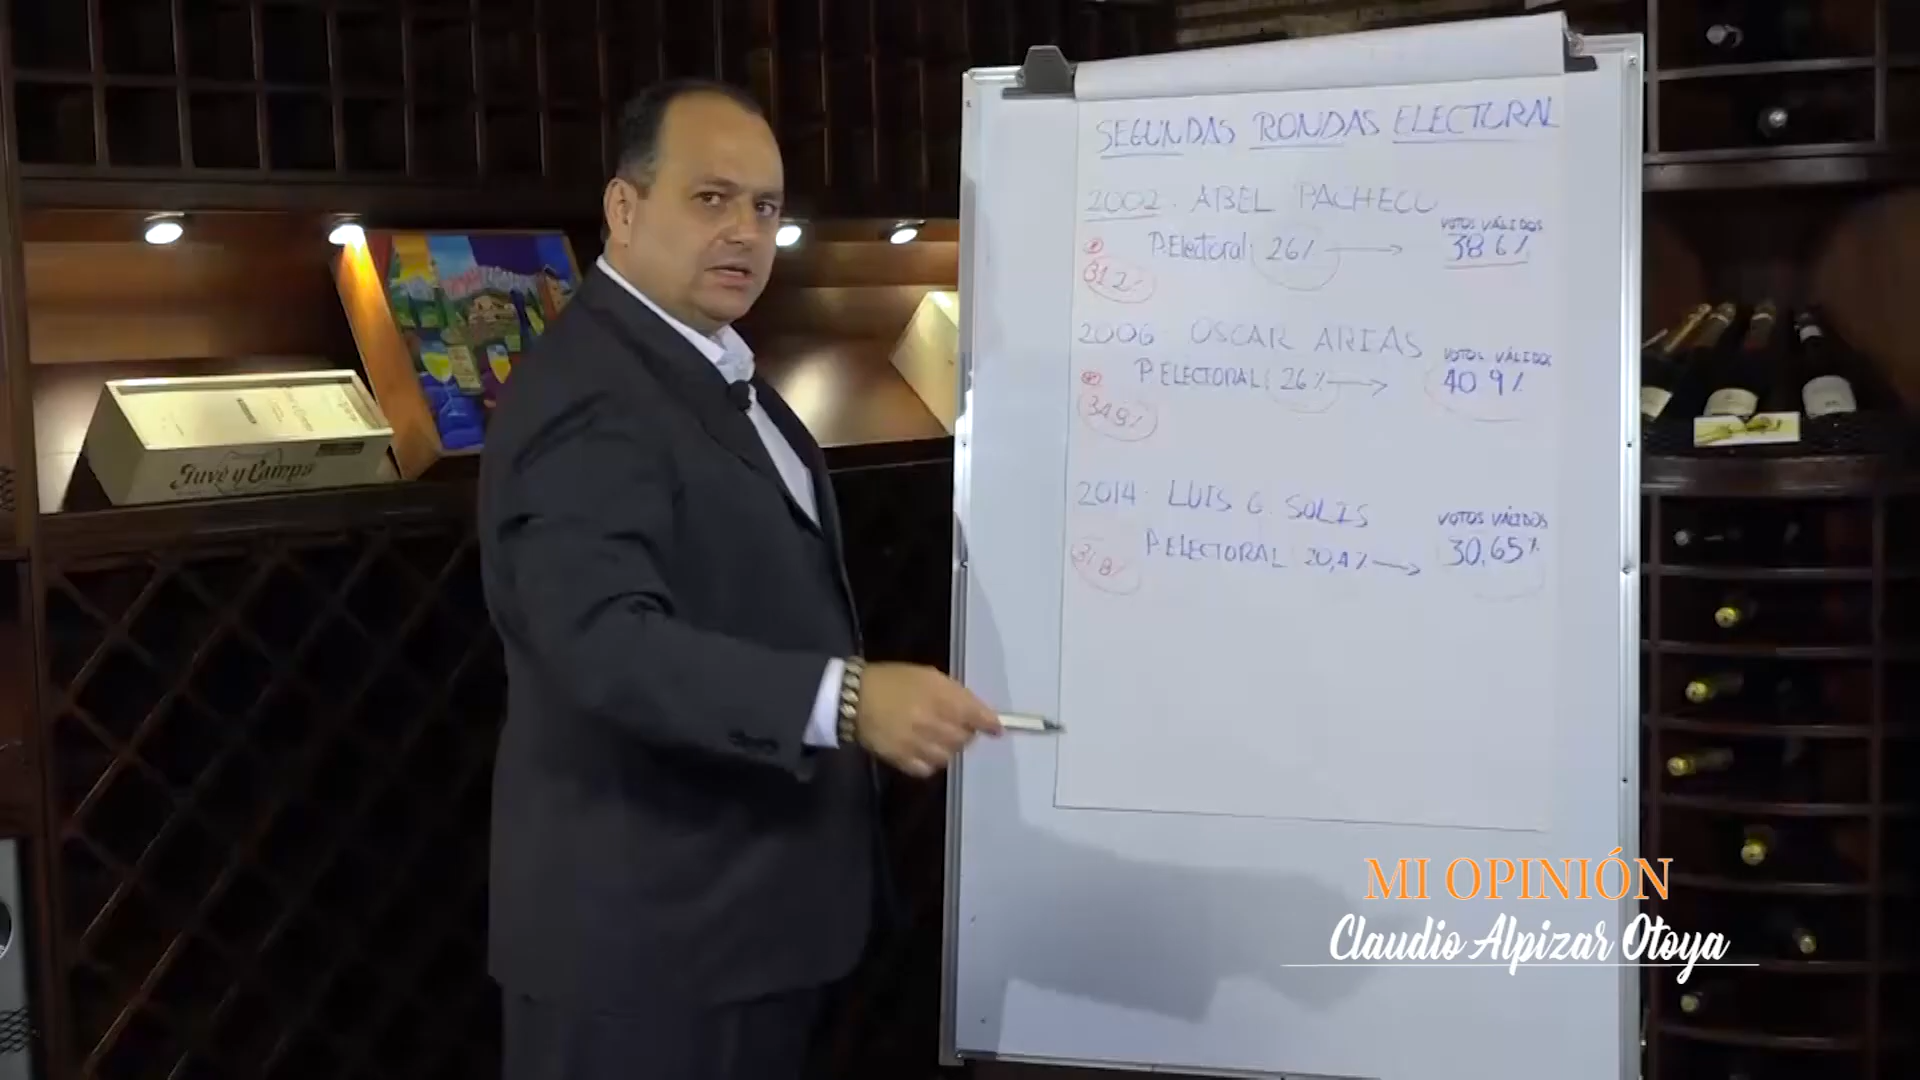 SEGUNDAS RONDAS ELECTORAL
2002. ABEL PACHECO
VOTOS VÁLIDOS
P.Electoral: 26% → 38 6%
31 2%
2006. OSCAR ARIAS
VOTOS VÁLIDOS
P. ELECTORAL: 26% → 40 9%
34 9%
2014. LUIS G. SOLIS
VOTOS VÁLIDOS
P. ELECTORAL 20,4% → 30,65%
31 8%
Juvé y Camps
MI OPINIÓN
Claudio Alpizar Otoya